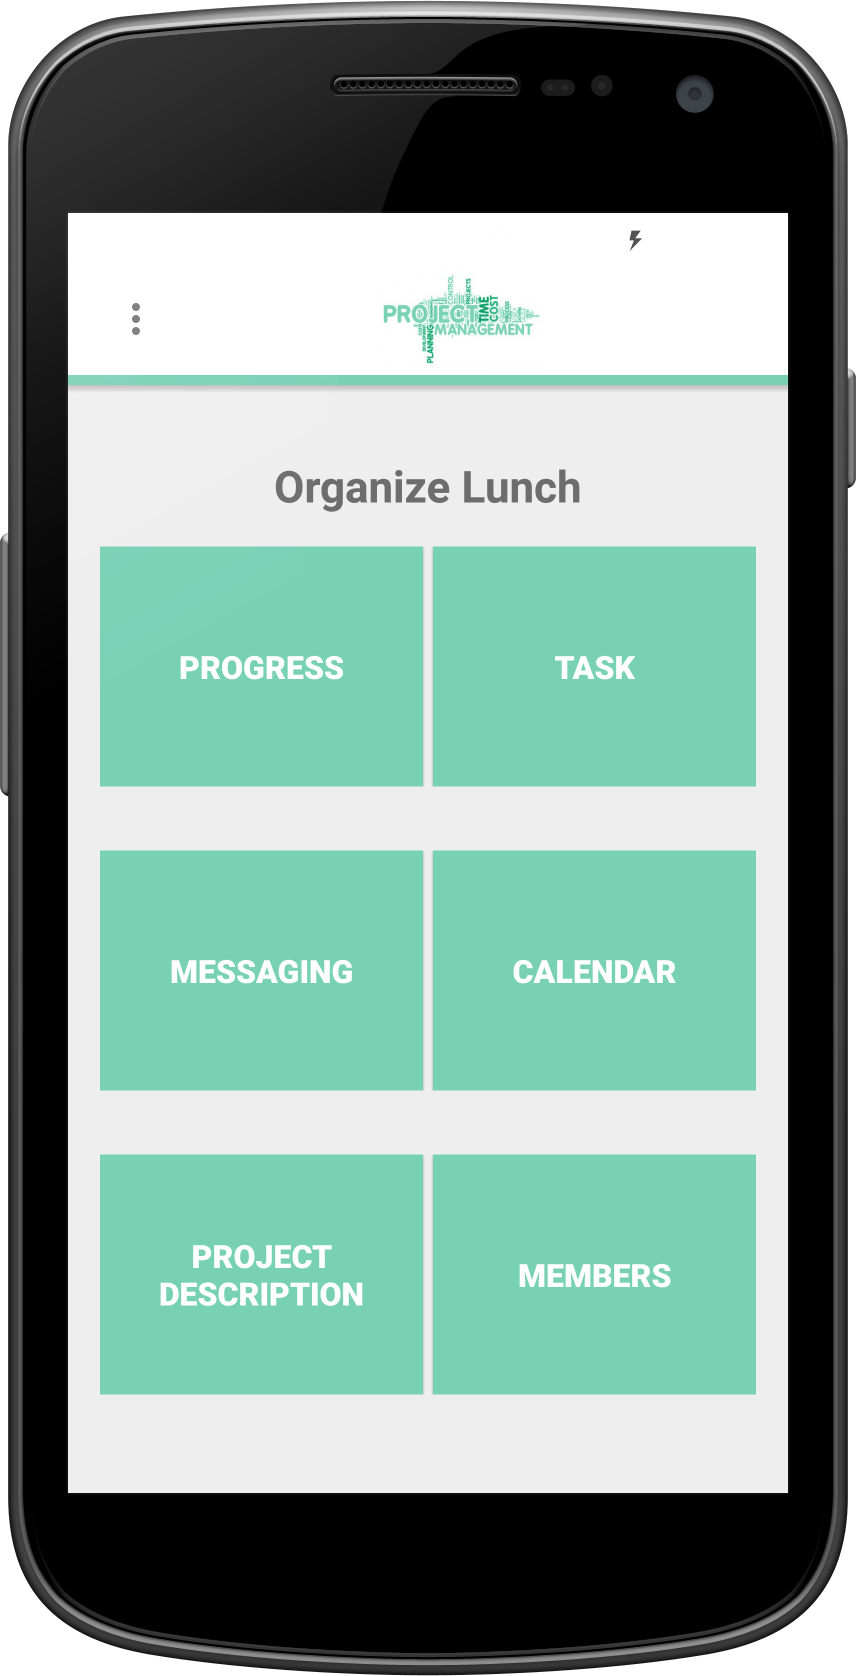 CONTROL
PROJECTS
PROJECT
TIME
COST
MANAGEMENT
PLANNING
Organize Lunch
PROGRESS
TASK
MESSAGING
CALENDAR
PROJECT
DESCRIPTION
MEMBERS